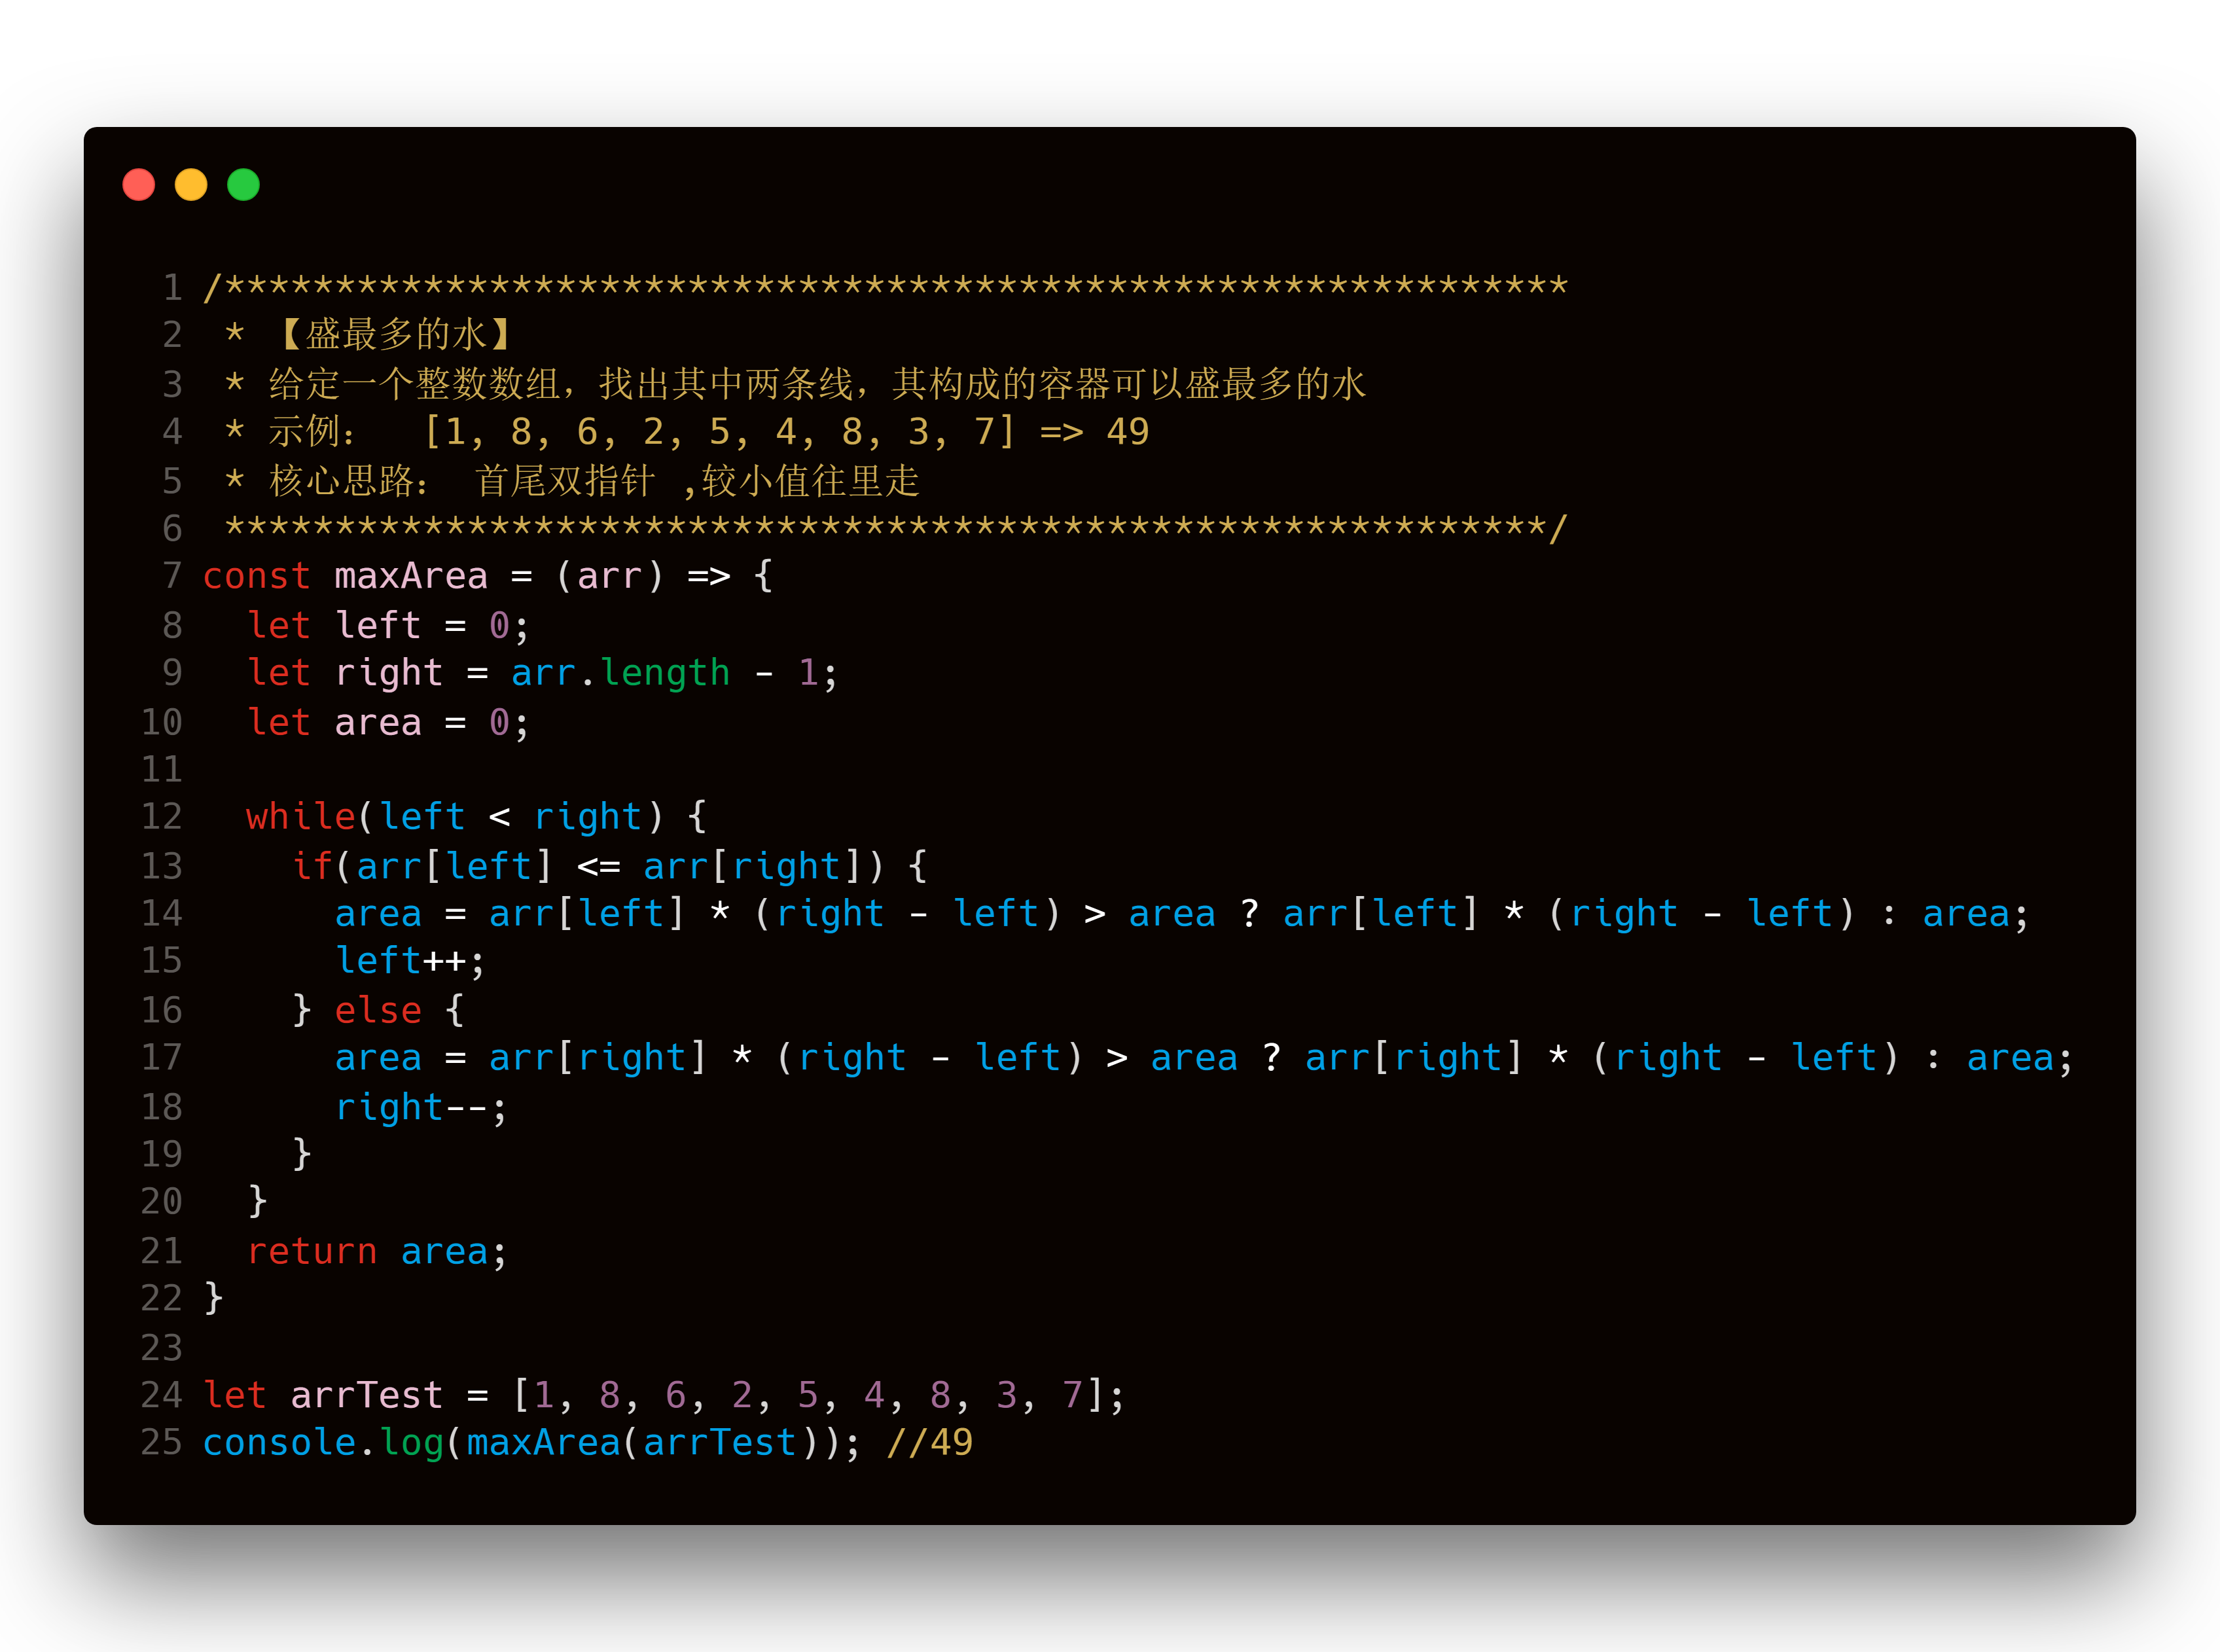 1 /*************************************************************
2  * 【盛最多的水】
3  * 给定一个整数数组，找出其中两条线，其构成的容器可以盛最多的水
4  * 示例：  [1, 8, 6, 2, 5, 4, 8, 3, 7] => 49
5  * 核心思路： 首尾双指针 ,较小值往里走
6  ************************************************************/
7 const maxArea = (arr) => {
8   let left = 0;
9   let right = arr.length - 1;
10   let area = 0;
11
12   while(left < right) {
13     if(arr[left] <= arr[right]) {
14       area = arr[left] * (right - left) > area ? arr[left] * (right - left) : area;
15       left++;
16     } else {
17       area = arr[right] * (right - left) > area ? arr[right] * (right - left) : area;
18       right--;
19     }
20   }
21   return area;
22 }
23
24 let arrTest = [1, 8, 6, 2, 5, 4, 8, 3, 7];
25 console.log(maxArea(arrTest)); //49